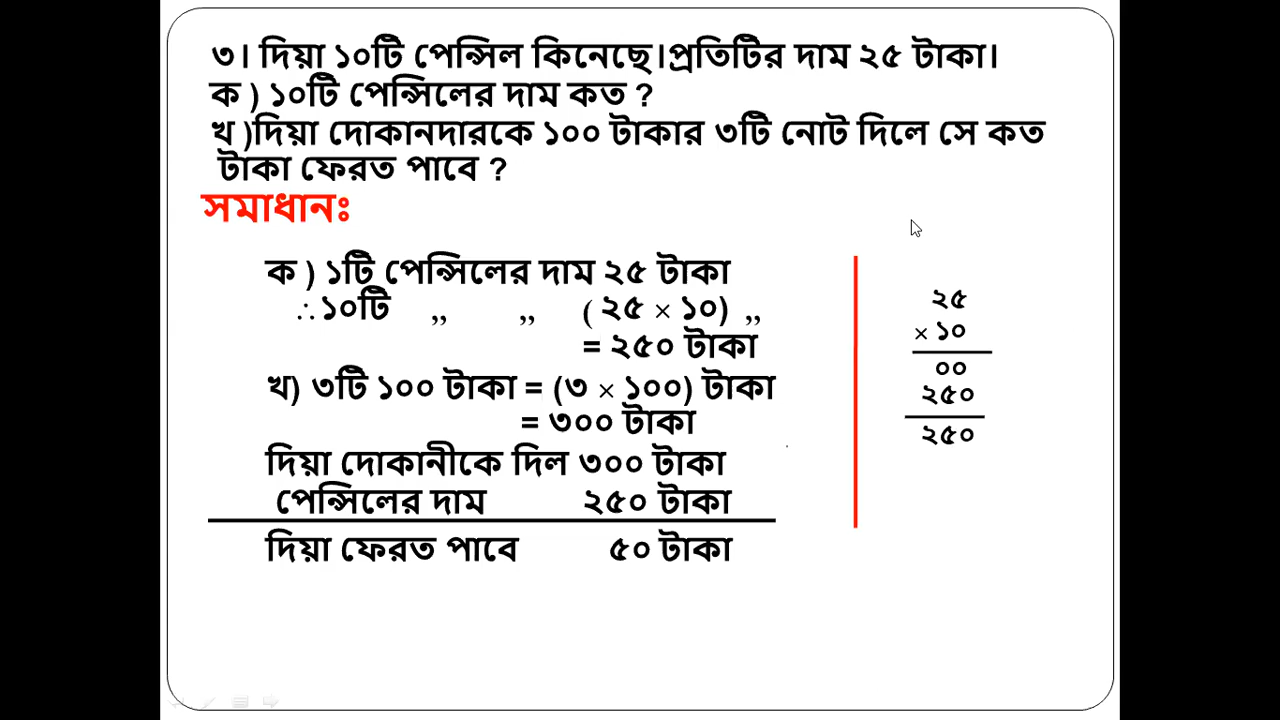 ৩। দিয়া ১০টি পেন্সিল কিনেছে।প্রতিটির দাম ২৫ টাকা।
ক ) ১০টি পেন্সিলের দাম কত ?
খ )দিয়া দোকানদারকে ১০০ টাকার ৩টি নোট দিলে সে কত
টাকা ফেরত পাবে ?
সমাধানঃ
ক ) ১টি পেন্সিলের দাম ২৫ টাকা
∴ ১০টি ,, ,, ( ২৫ × ১০) ,,
= ২৫০ টাকা
খ) ৩টি ১০০ টাকা = (৩ × ১০০) টাকা
= ৩০০ টাকা
দিয়া দোকানীকে দিল ৩০০ টাকা
পেন্সিলের দাম ২৫০ টাকা
দিয়া ফেরত পাবে ৫০ টাকা
২৫
× ১০
০০
২৫০
২৫০